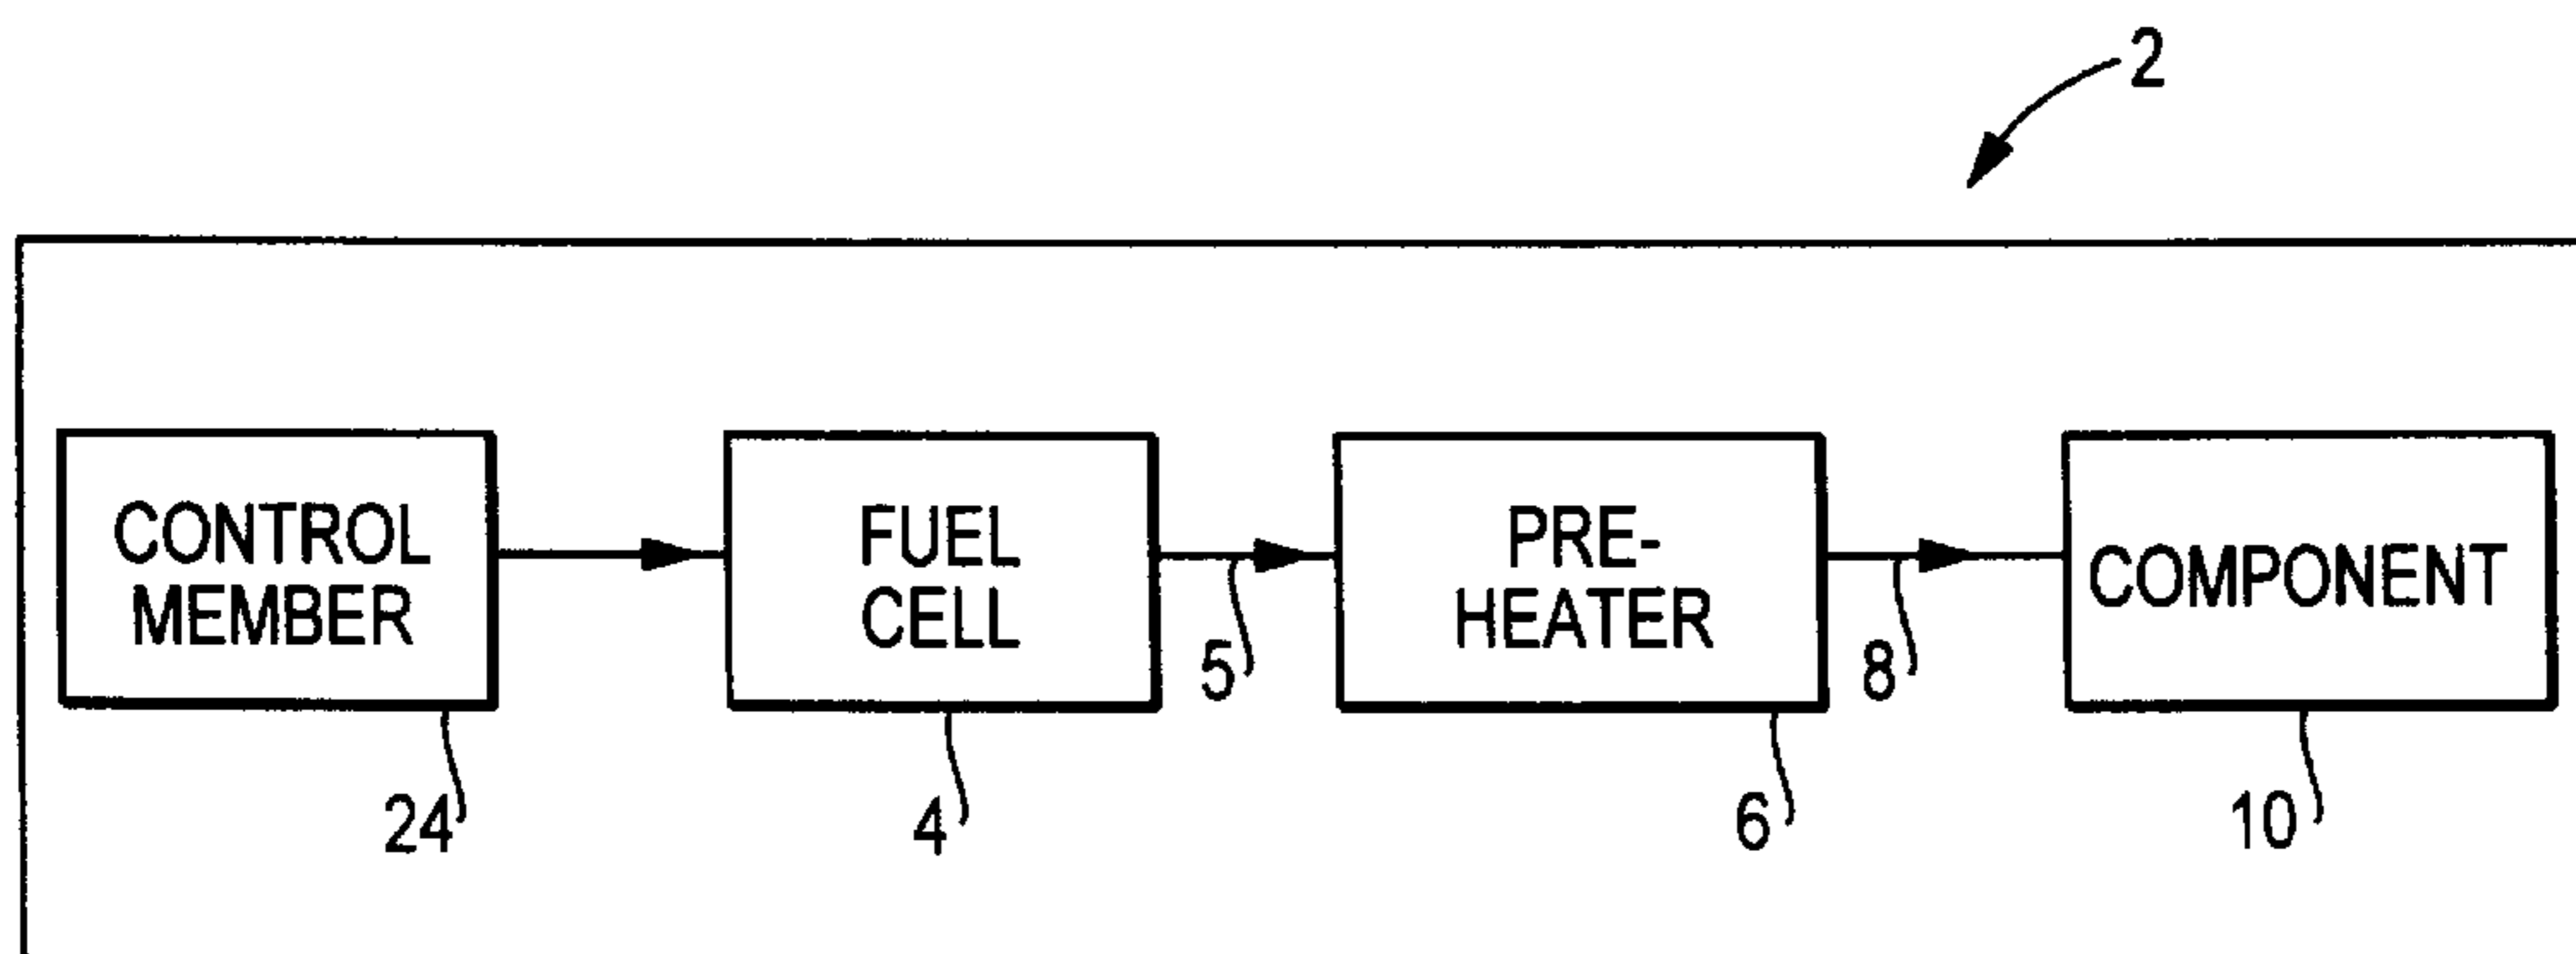 2
CONTROL
MEMBER
FUEL
CELL
PRE-
HEATER
COMPONENT
5
8
24
4
6
10